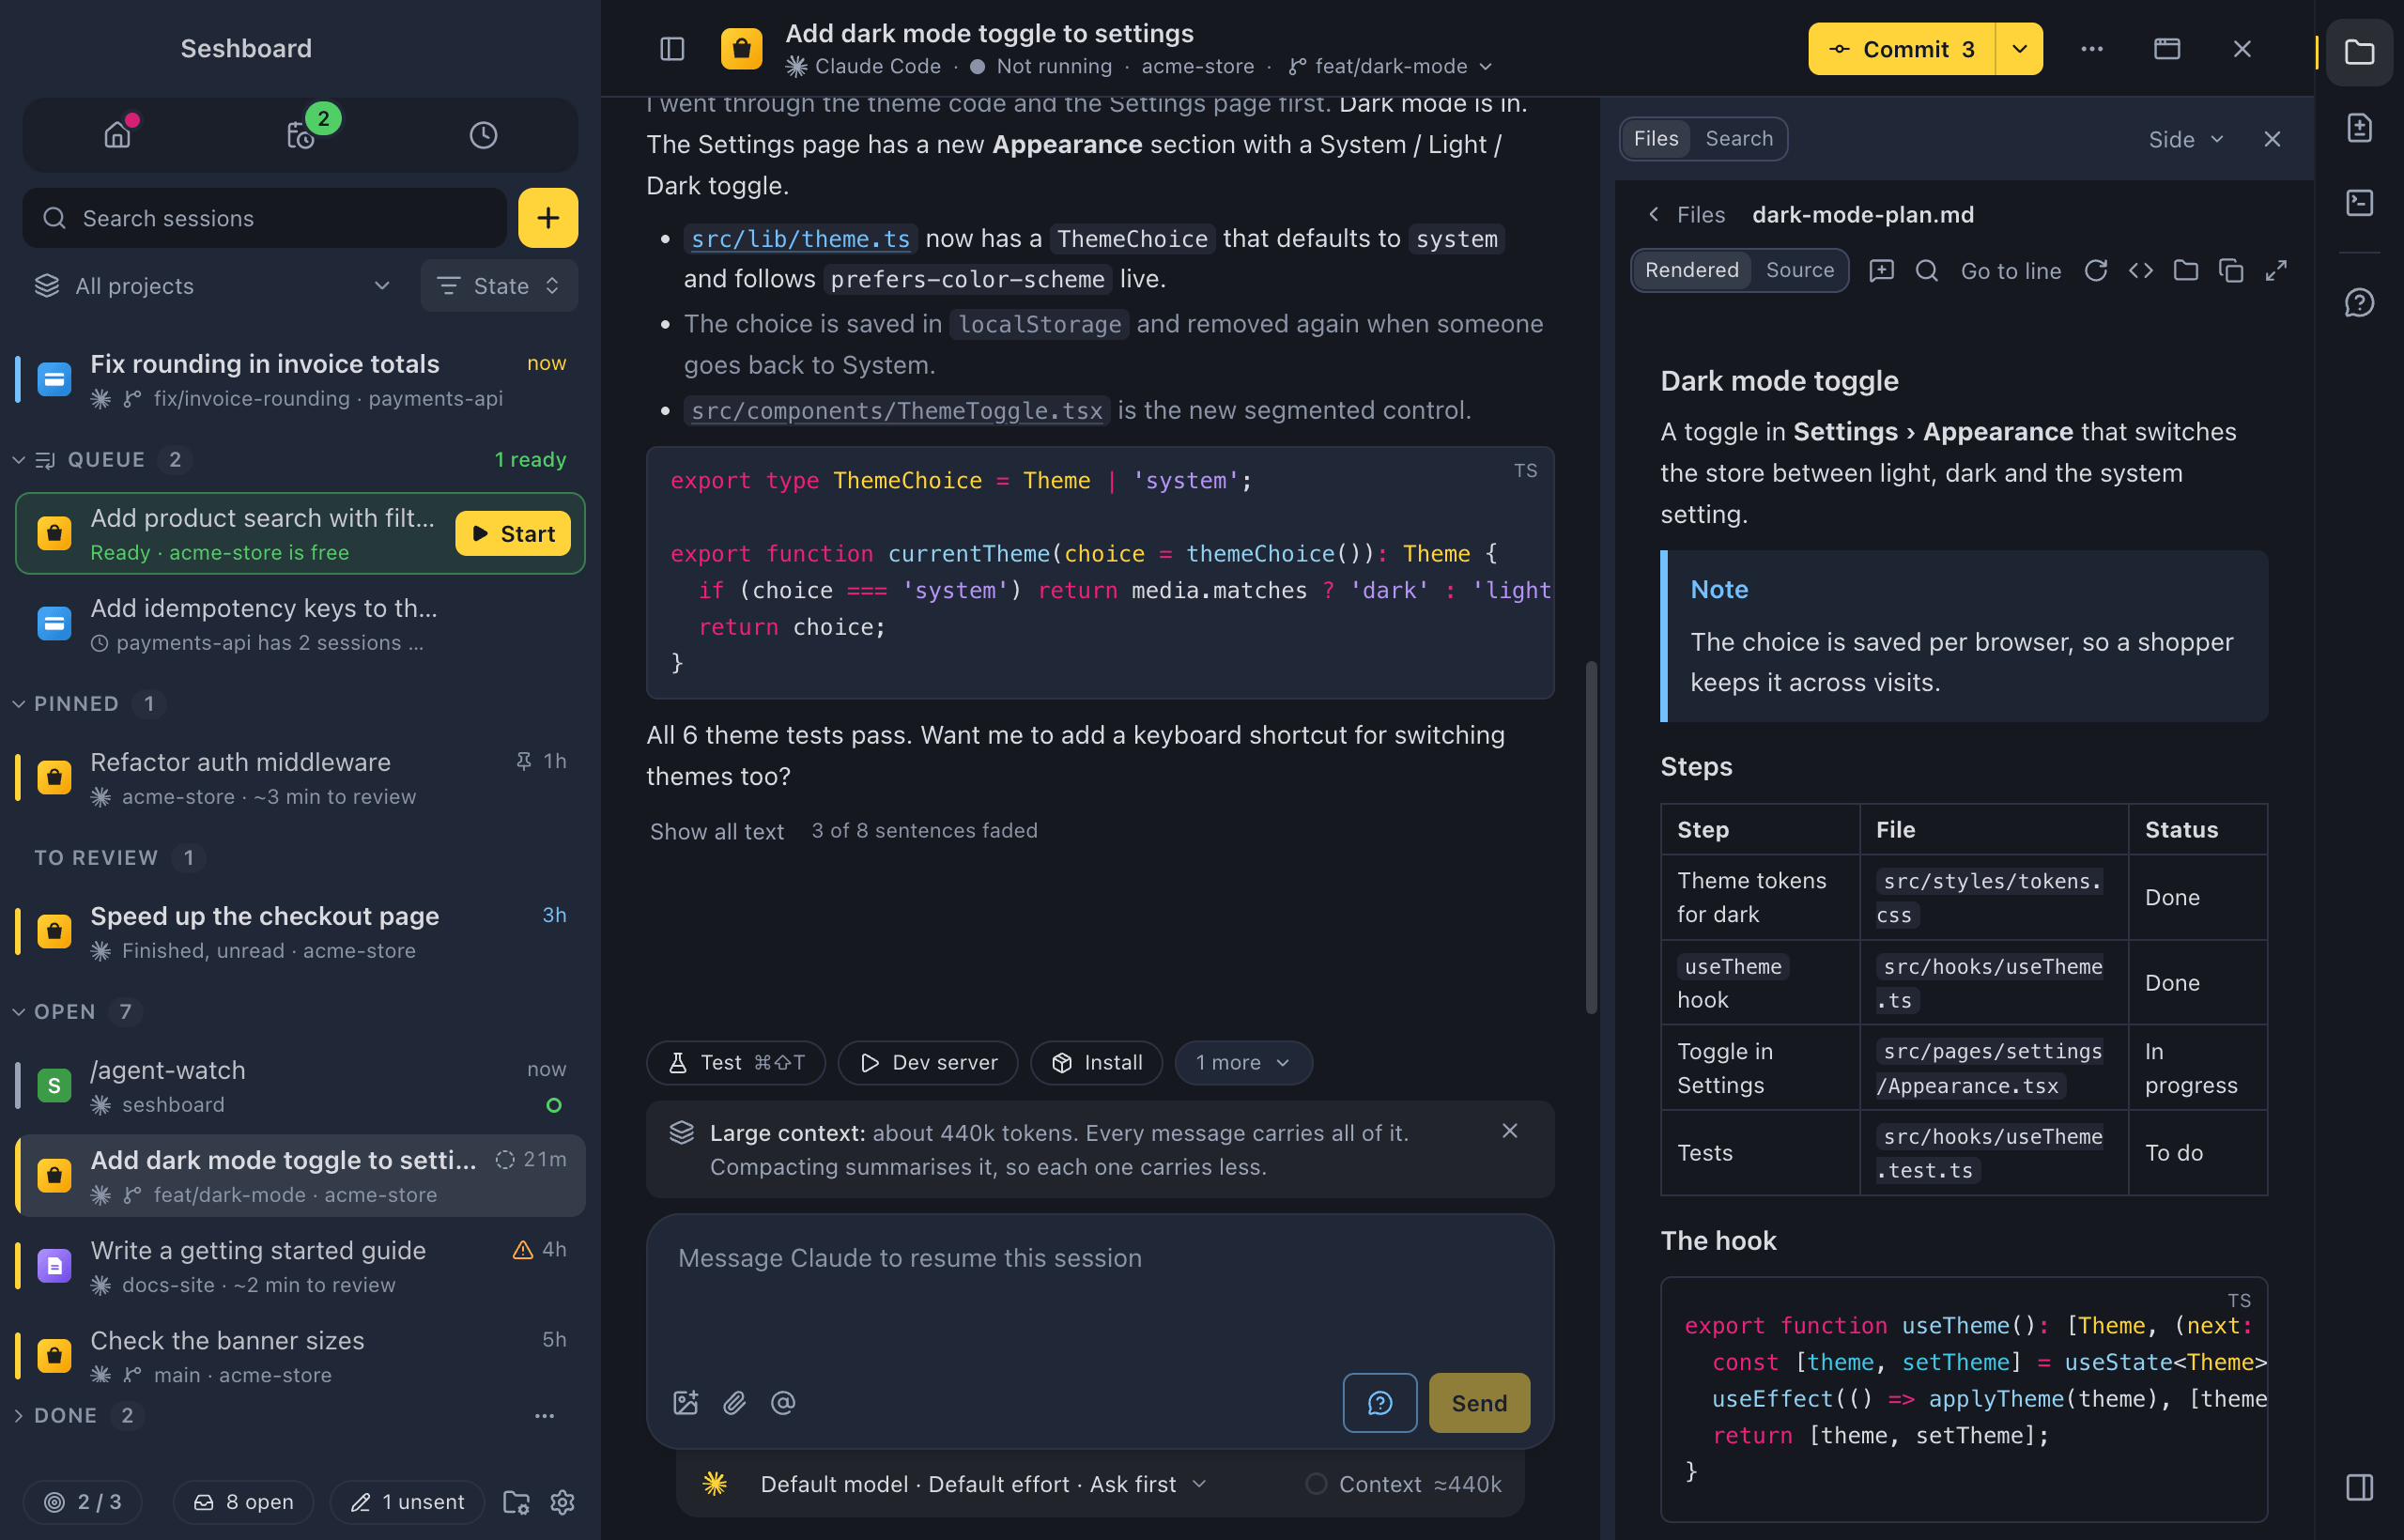 Seshboard
2
Search sessions
All projects
State
Fix rounding in invoice totals
now
fix/invoice-rounding · payments-api
QUEUE 2
1 ready
Add product search with filt...
Ready · acme-store is free
Start
Add idempotency keys to th...
payments-api has 2 sessions ...
PINNED 1
Refactor auth middleware
1h
acme-store · ~3 min to review
TO REVIEW 1
Speed up the checkout page
3h
Finished, unread · acme-store
OPEN 7
S
/agent-watch
now
seshboard
Add dark mode toggle to setti...
21m
feat/dark-mode · acme-store
Write a getting started guide
4h
docs-site · ~2 min to review
Check the banner sizes
5h
main · acme-store
DONE 2
2 / 3
8 open
1 unsent
Add dark mode toggle to settings
Claude Code · Not running · acme-store · feat/dark-mode
Commit 3
I went through the theme code and the Settings page first. Dark mode is in.
The Settings page has a new Appearance section with a System / Light /
Dark toggle.
• src/lib/theme.ts now has a ThemeChoice that defaults to system
and follows prefers-color-scheme live.
• The choice is saved in localStorage and removed again when someone
goes back to System.
• src/components/ThemeToggle.tsx is the new segmented control.
TS
export type ThemeChoice = Theme | 'system';
export function currentTheme(choice = themeChoice()): Theme {
if (choice === 'system') return media.matches ? 'dark' : 'light
return choice;
}
All 6 theme tests pass. Want me to add a keyboard shortcut for switching
themes too?
Show all text
3 of 8 sentences faded
Test ⌘⇧T
Dev server
Install
1 more
Large context: about 440k tokens. Every message carries all of it.
Compacting summarises it, so each one carries less.
Message Claude to resume this session
Send
Default model · Default effort · Ask first
Context ≈440k
Files
Search
Side
Files
dark-mode-plan.md
Rendered
Source
Go to line
Dark mode toggle
A toggle in Settings › Appearance that switches
the store between light, dark and the system
setting.
Note
The choice is saved per browser, so a shopper
keeps it across visits.
Steps
Step File Status
Theme tokens
for dark
src/styles/tokens.
css
Done
useTheme
hook
src/hooks/useTheme
.ts
Done
Toggle in
Settings
src/pages/settings
/Appearance.tsx
In
progress
Tests
src/hooks/useTheme
.test.ts
To do
The hook
TS
export function useTheme(): [Theme, (next:
const [theme, setTheme] = useState<Theme>
useEffect(() => applyTheme(theme), [theme
return [theme, setTheme];
}